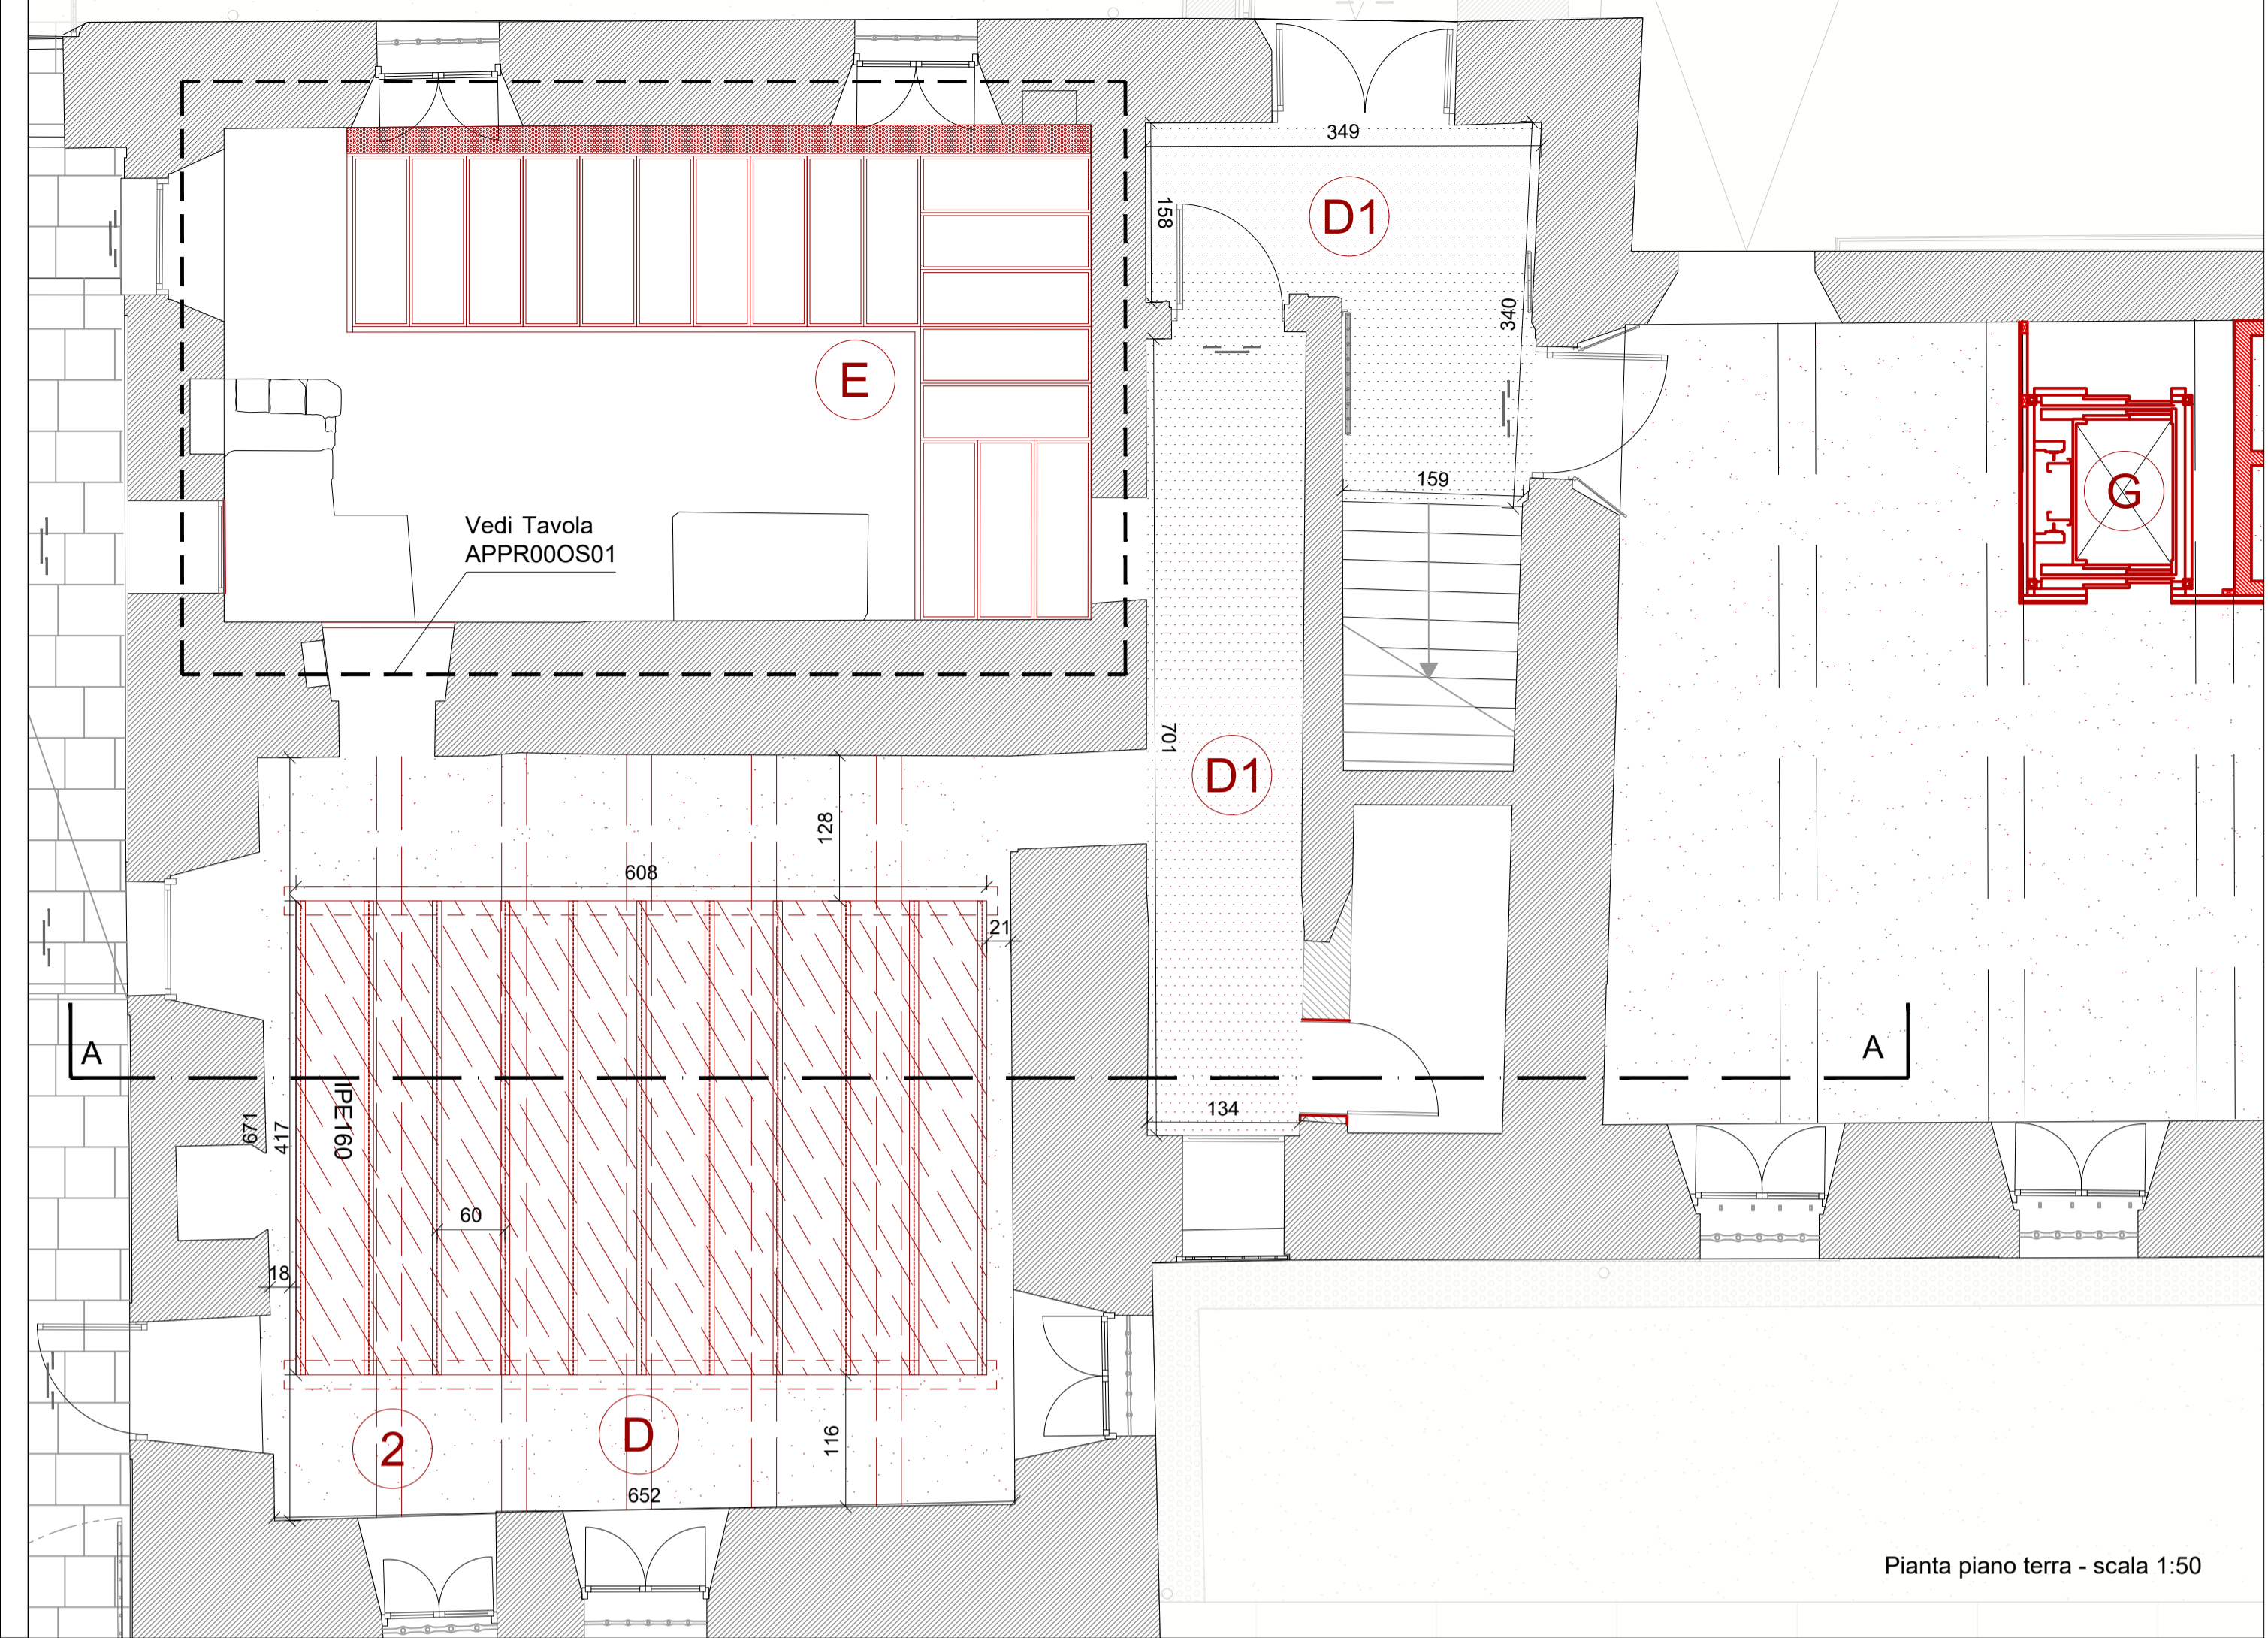 349
158
D1
340
E
159
G
Vedi Tavola
APPR00OS01
701
D1
128
608
21
A
A
IPE160
671
417
134
60
18
2
D
116
652
Pianta piano terra - scala 1:50